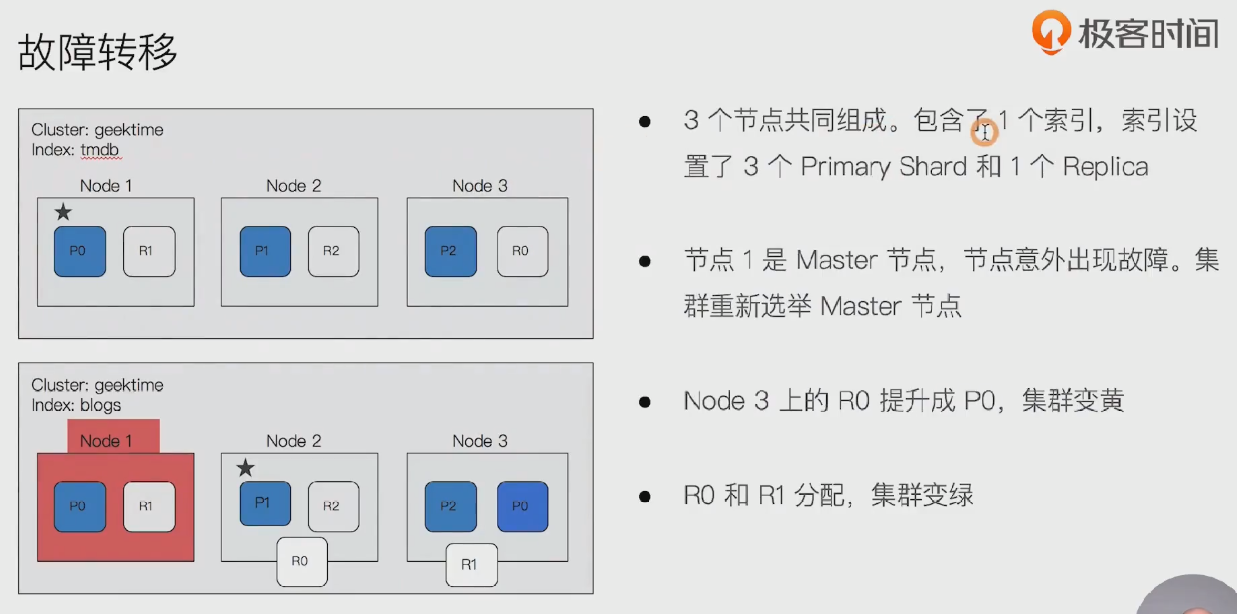 故障转移
极客时间
Cluster: geektime
Index: tmdb
Node 1
Node 2
Node 3
P0
R1
P1
R2
P2
R0
Cluster: geektime
Index: blogs
Node 1
Node 2
Node 3
P0
R1
P1
R2
P2
P0
R0
R1
3 个节点共同组成。包含了 1 个索引，索引设
置了 3 个 Primary Shard 和 1 个 Replica
节点 1 是 Master 节点，节点意外出现故障。集
群重新选举 Master 节点
Node 3 上的 R0 提升成 P0，集群变黄
R0 和 R1 分配，集群变绿